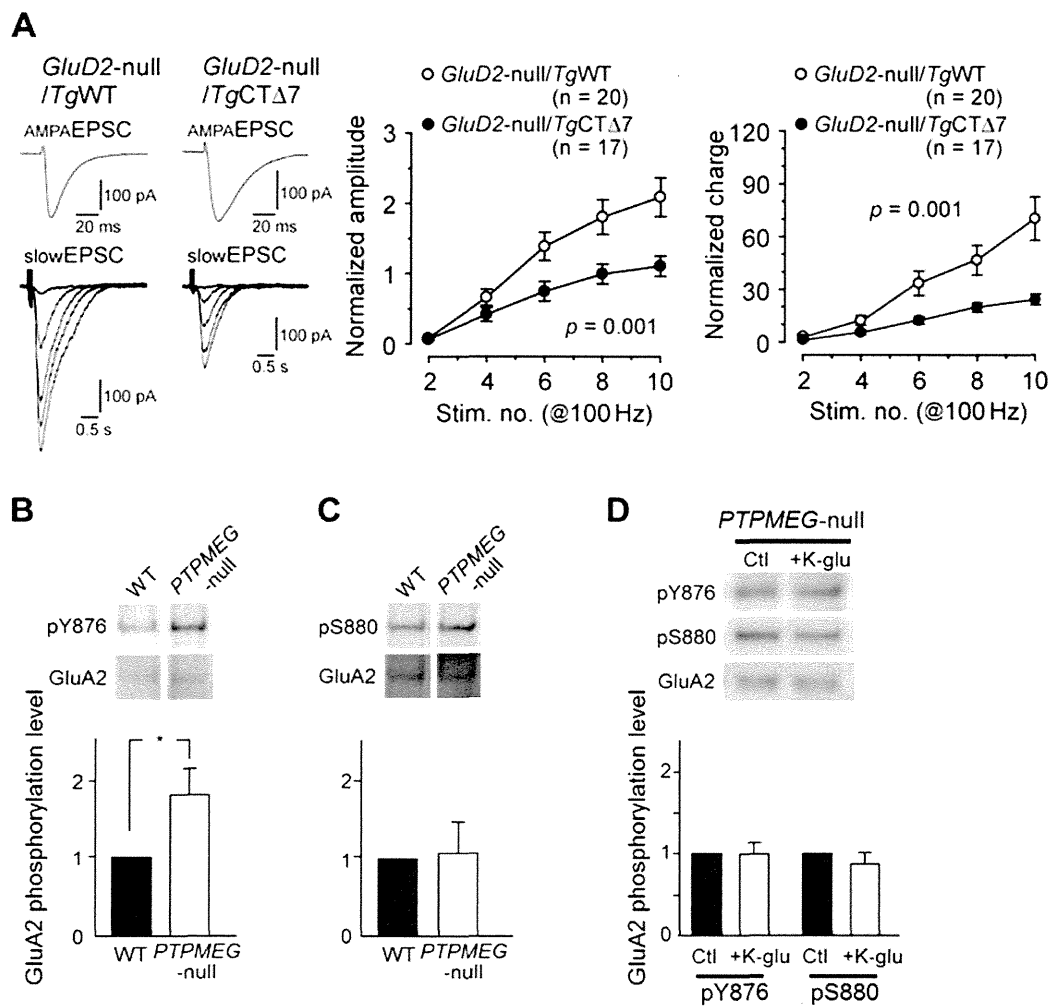 A
GluD2-null
/TgWT
GluD2-null
/TgCTΔ7
AMPAEPSC
AMPAEPSC
100 pA
20 ms
100 pA
20 ms
slowEPSC
slowEPSC
100 pA
0.5 s
100 pA
0.5 s
GluD2-null/TgWT
(n = 20)
GluD2-null/TgCTΔ7
(n = 17)
Normalized amplitude
3
2
1
0
p = 0.001
2 4 6 8 10
Stim. no. (@100 Hz)
GluD2-null/TgWT
(n = 20)
GluD2-null/TgCTΔ7
(n = 17)
Normalized charge
120
90
60
30
0
p = 0.001
2 4 6 8 10
Stim. no. (@100 Hz)
B
WT
PTPMEG
-null
pY876
GluA2
GluA2 phosphorylation level
2
1
0
*
WT
PTPMEG
-null
C
WT
PTPMEG
-null
pS880
GluA2
2
1
0
WT
PTPMEG
-null
D
PTPMEG-null
Ctl +K-glu
pY876
pS880
GluA2
GluA2 phosphorylation level
2
1
0
Ctl +K-glu Ctl +K-glu
pY876 pS880